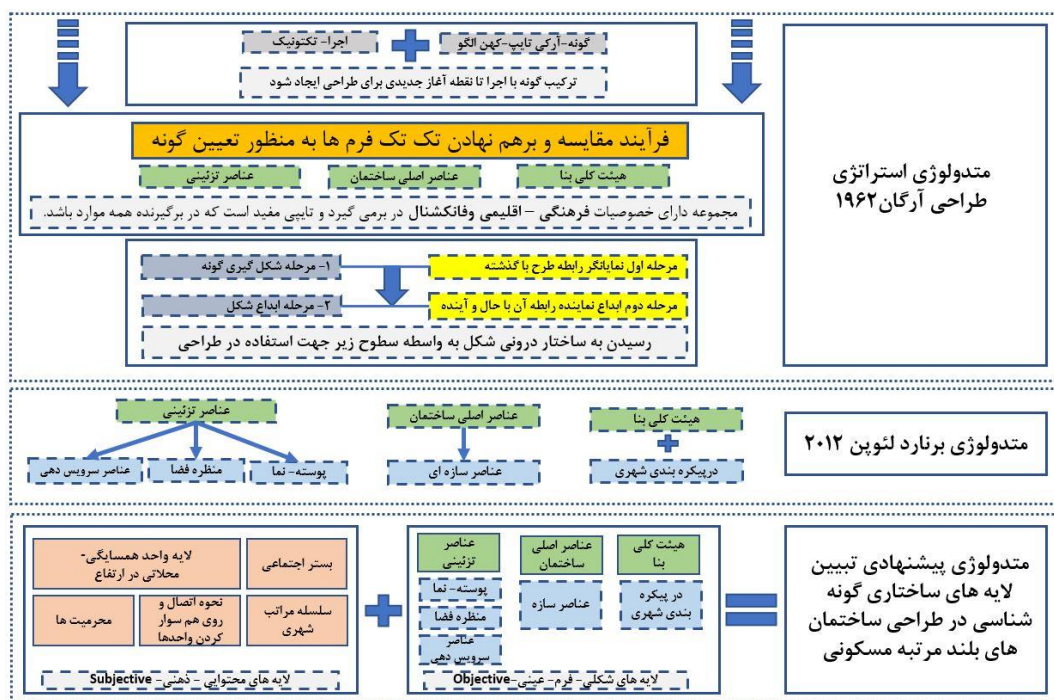 گونه-آرکی تایپ-کهن الگو
اجرا- تکتونیک
ترکیب گونه با اجرا تا نقطه آغاز جدیدی برای طراحی ایجاد شود
فرآیند مقایسه و برهم نهادن تک تک فرم ها به منظور تعیین گونه
هیئت کلی بنا
عناصر اصلی ساختمان
عناصر تزئینی
مجموعه دارای خصوصیات فرهنگی – اقلیمی وفانکشنال در برمی گیرد و تایپی مفید است که در برگیرنده همه موارد باشد.
مرحله اول نمایانگر رابطه طرح با گذشته
۱- مرحله شکل گیری گونه
مرحله دوم ابداع نماینده رابطه آن با حال و آینده
۲- مرحله ابداع شکل
رسیدن به ساختار درونی شکل به واسطه سطوح زیر جهت استفاده در طراحی
متدولوژی استراتژی
طراحی آرگان۱۹۶۲
متدولوژی برنارد لئوپن ۲۰۱۲
هیئت کلی بنا
درپیکره بندی شهری
عناصر اصلی ساختمان
عناصر سازه ای
عناصر تزئینی
پوسته- نما
منظره فضا
عناصر سرویس دهی
متدولوژی پیشنهادی تبیین
لایه های ساختاری گونه
شناسی در طراحی ساختمان
های بلند مرتبه مسکونی
هیئت کلی
بنا
در پیکره
بندی شهری
عناصر اصلی
ساختمان
عناصر سازه
عناصر
تزئینی
پوسته- نما
منظره فضا
عناصر
سرویس دهی
لایه های شکلی- فرم- عینی-Objective
بستر اجتماعی
لایه واحد همسایگی-
محلاتی در ارتفاع
سلسله مراتب
شهری
نحوه اتصال و
روی هم سوار
کردن واحدها
محرمیت ها
لایه های محتوایی - ذهنی- Subjective